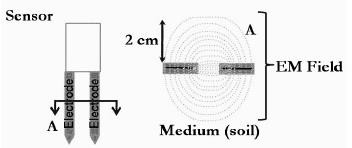 Sensor
2 cm
A
EM Field
Electrode
Electrode
A
Medium (soil)